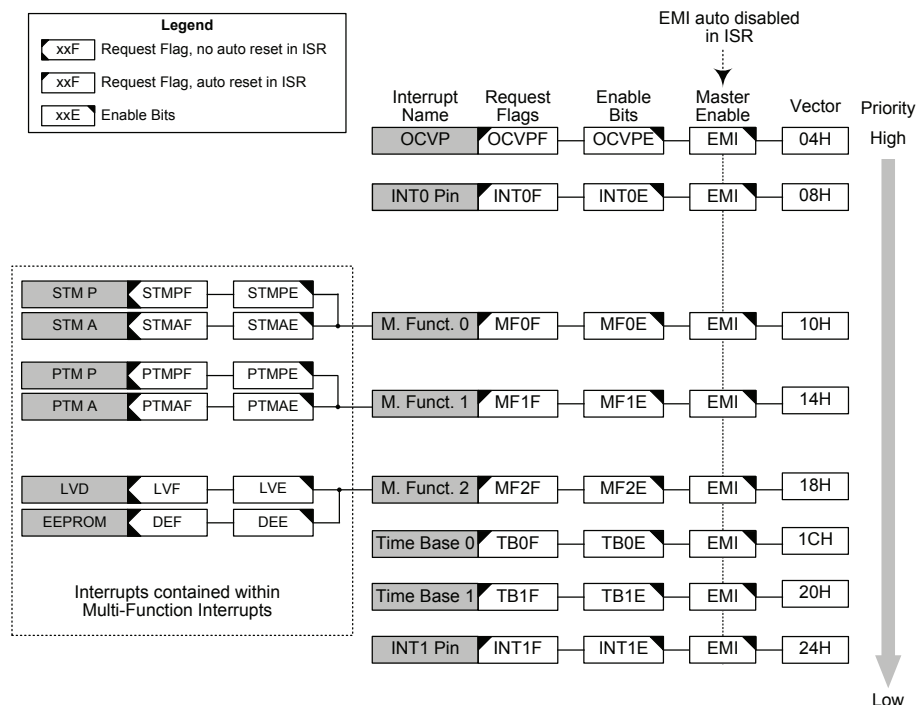 Legend
xxF Request Flag, no auto reset in ISR
xxF Request Flag, auto reset in ISR
xxE Enable Bits
EMI auto disabled
in ISR
Interrupt Name Request Flags Enable Bits Master Enable Vector Priority
OCVP OCVPF OCVPE EMI 04H High
INT0 Pin INT0F INT0E EMI 08H
STM P STMPF STMPE
STM A STMAF STMAE M. Funct. 0 MF0F MF0E EMI 10H
PTM P PTMPF PTMPE
PTM A PTMAF PTMAE M. Funct. 1 MF1F MF1E EMI 14H
LVD LVF LVE M. Funct. 2 MF2F MF2E EMI 18H
EEPROM DEF DEE
Time Base 0 TB0F TB0E EMI 1CH
Interrupts contained within
Multi-Function Interrupts
Time Base 1 TB1F TB1E EMI 20H
INT1 Pin INT1F INT1E EMI 24H
Low